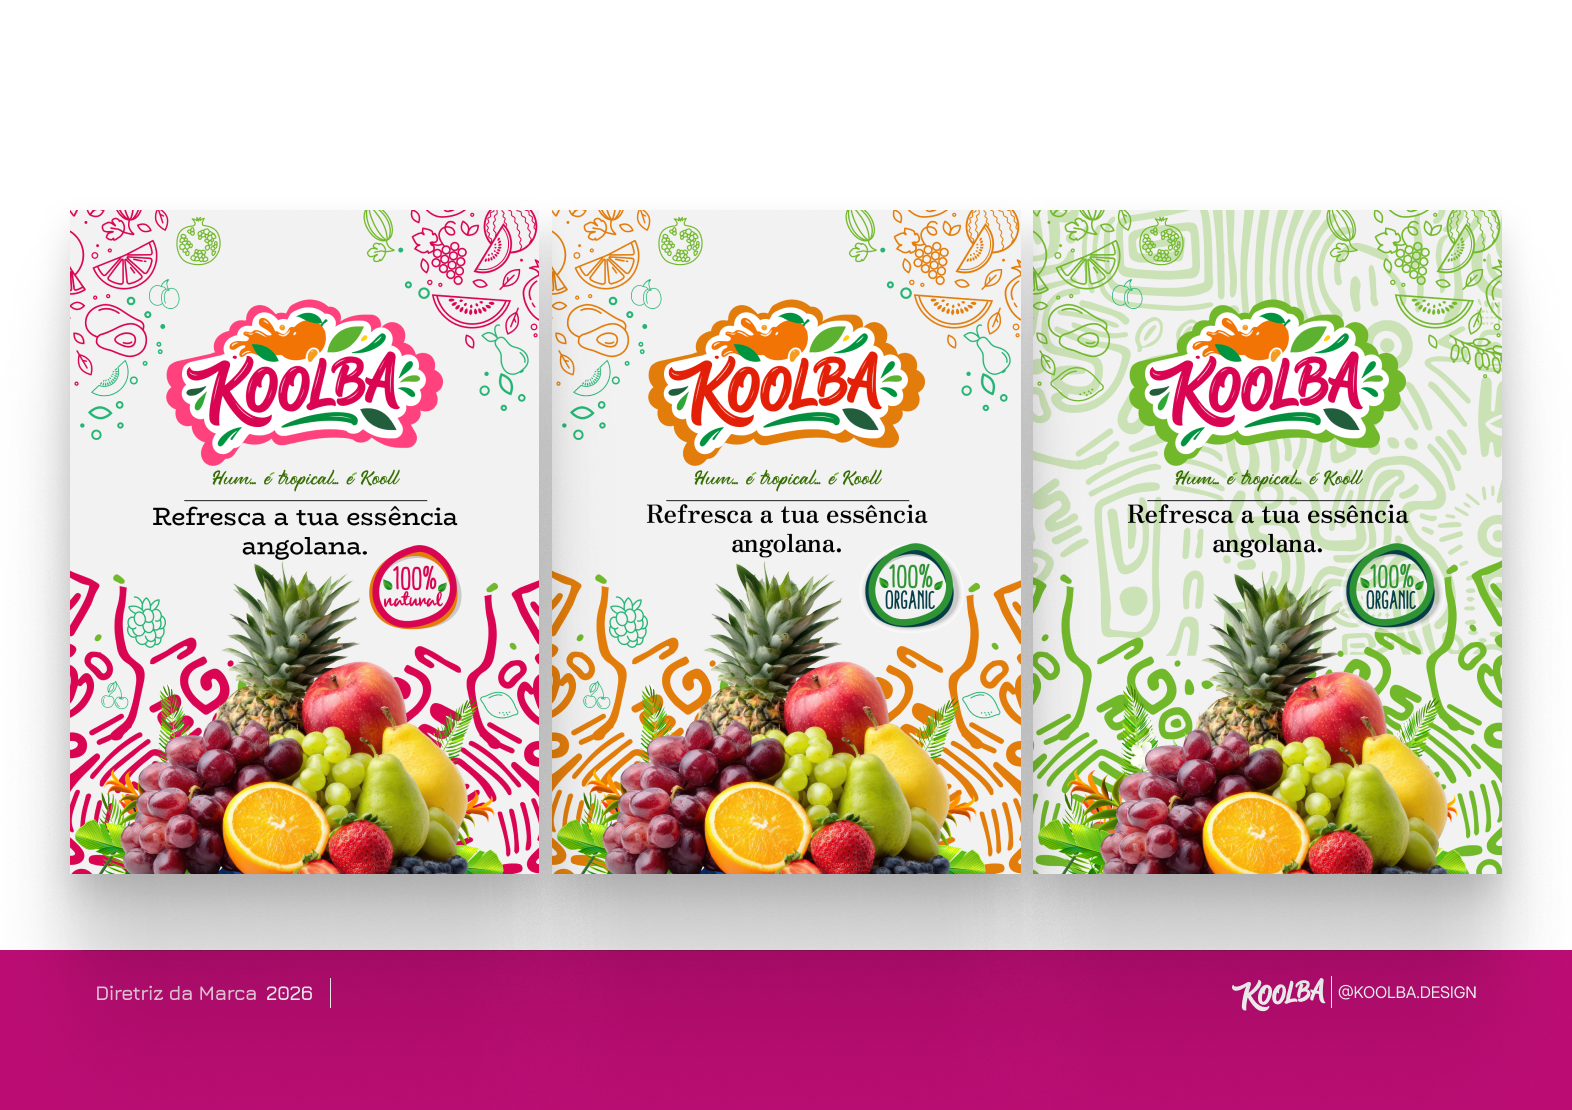 KOOLBA
Hum... é tropical... é Kooll
Refresca a tua essência
angolana.
100%
natural
KOOLBA
Hum... é tropical... é Kooll
Refresca a tua essência
angolana.
100%
ORGANIC
KOOLBA
Hum... é tropical... é Kooll
Refresca a tua essência
angolana.
100%
ORGANIC
Diretriz da Marca 2026
KOOLBA @KOOLBA.DESIGN